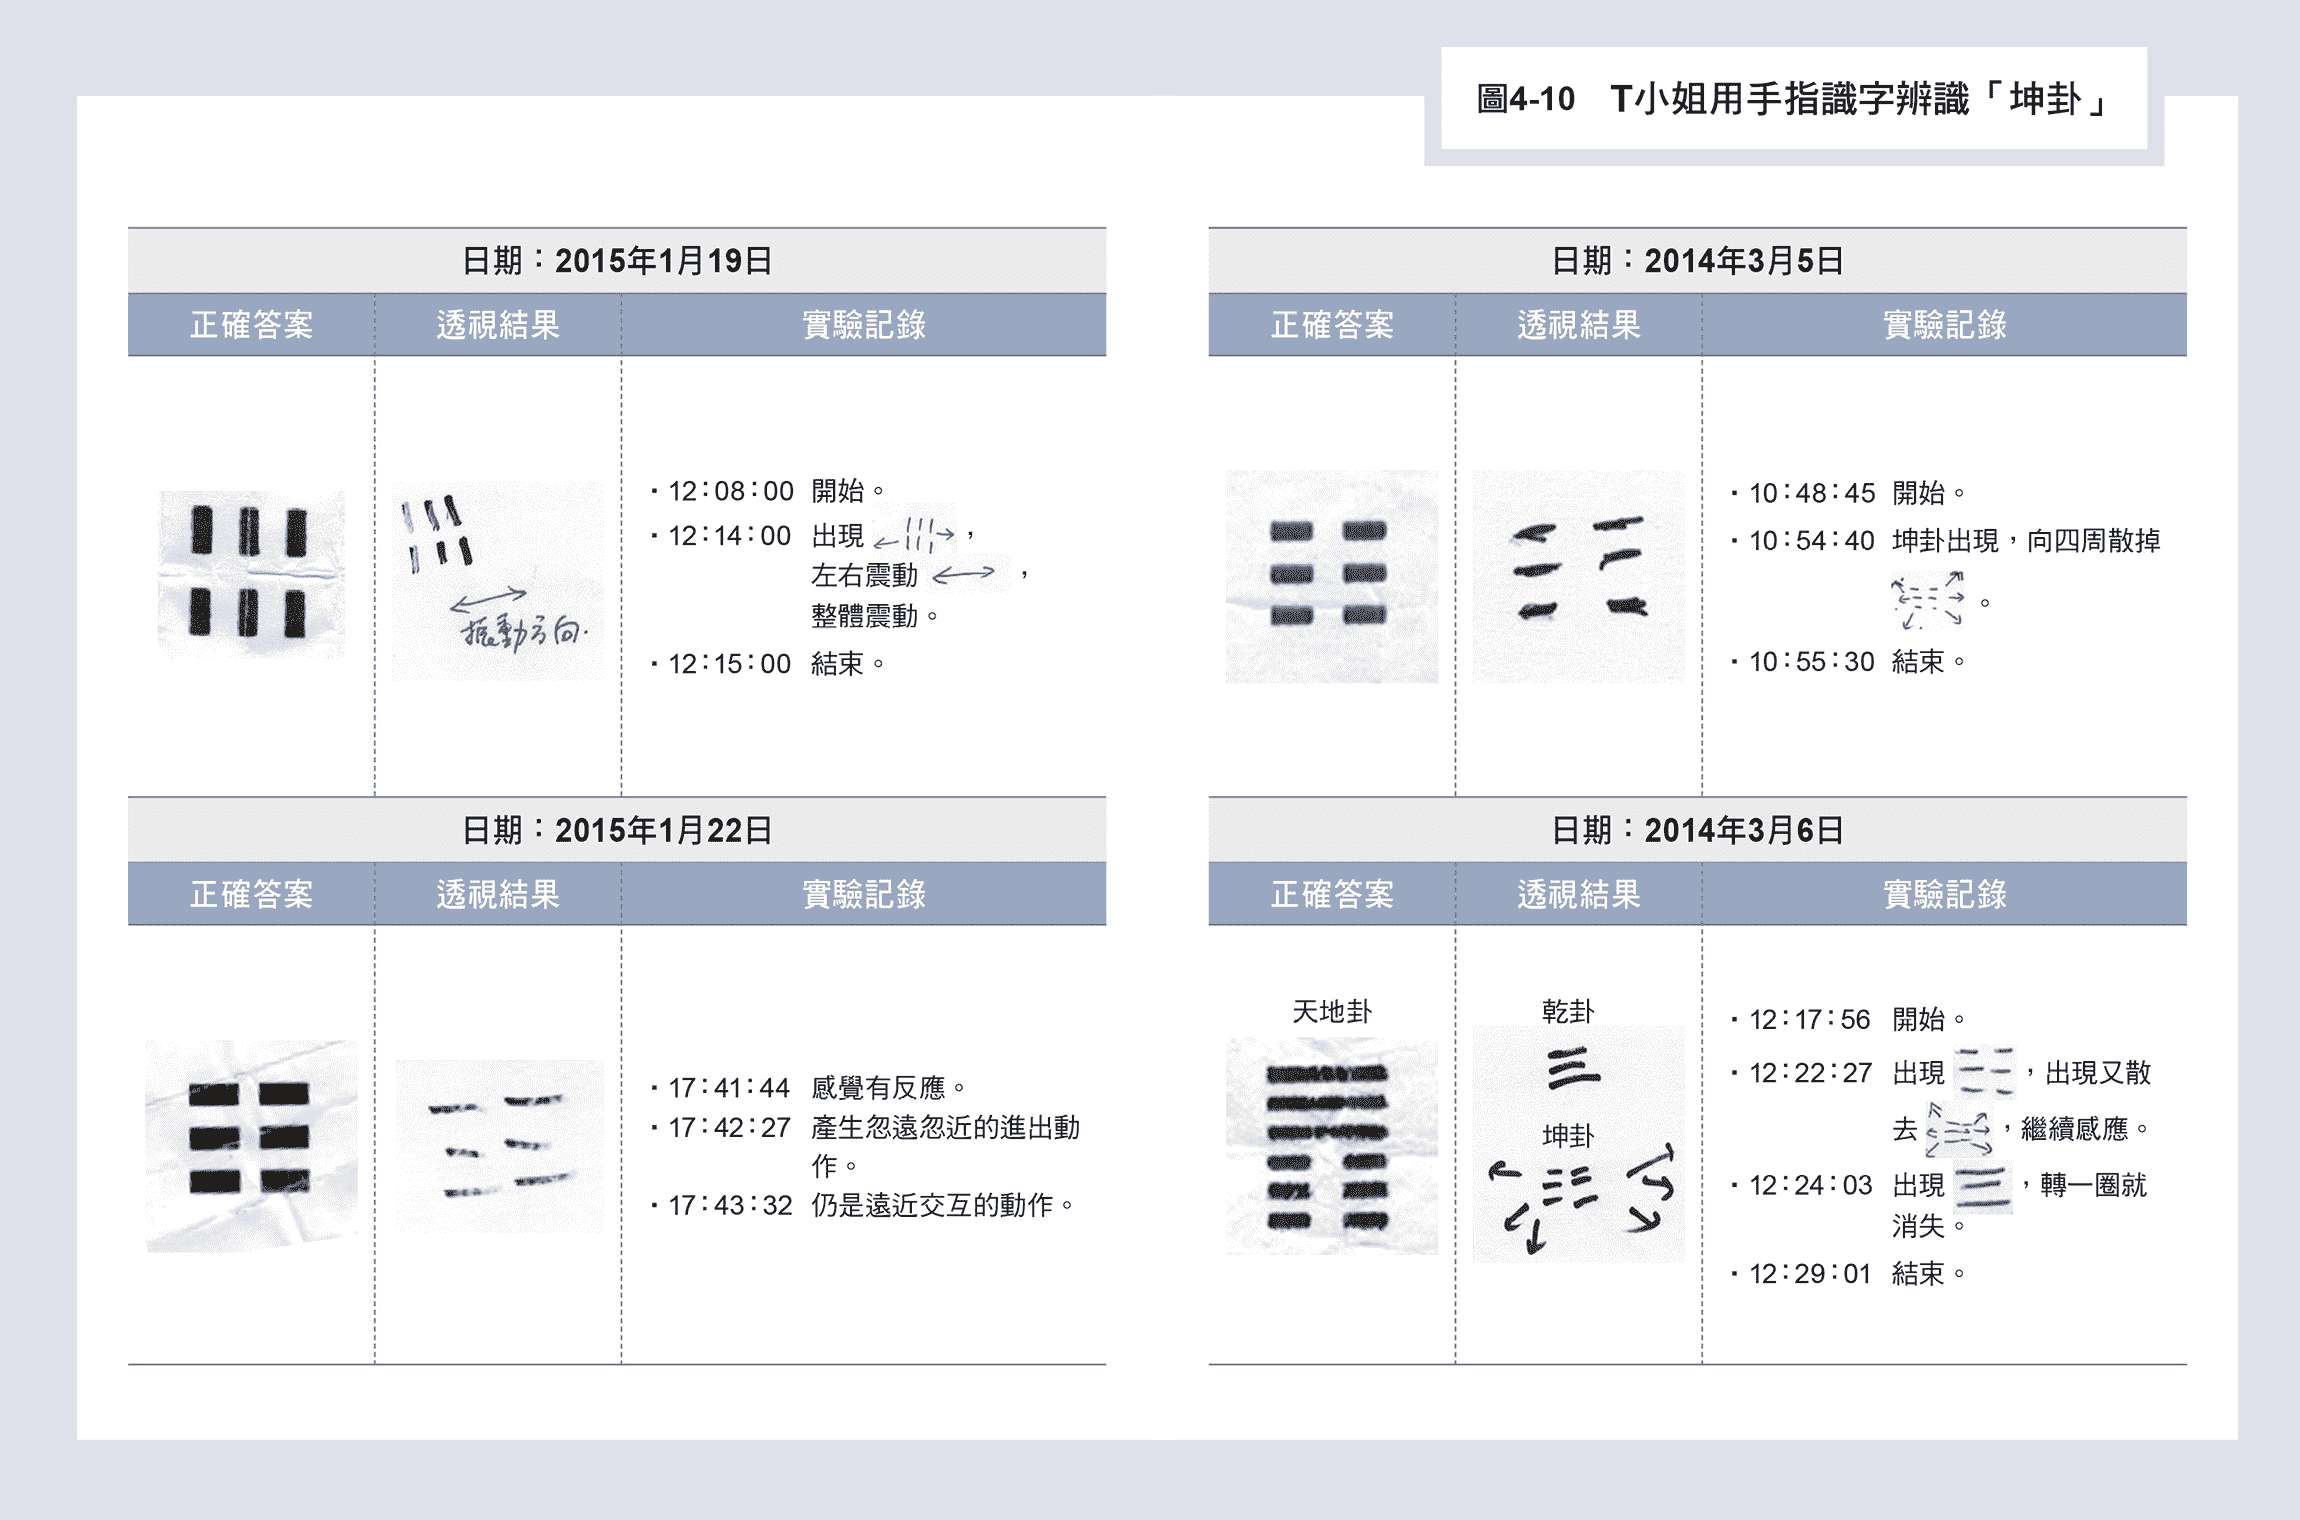 圖4-10 T小姐用手指識字辨識「坤卦」
日期：2015年1月19日
正確答案 透視結果 實驗記錄
振動方向.
・12：08：00 開始。
・12：14：00 出現 ，
左右震動 ，
整體震動。
・12：15：00 結束。
日期：2015年1月22日
正確答案 透視結果 實驗記錄
・17：41：44 感覺有反應。
・17：42：27 產生忽遠忽近的進出動
作。
・17：43：32 仍是遠近交互的動作。
日期：2014年3月5日
正確答案 透視結果 實驗記錄
・10：48：45 開始。
・10：54：40 坤卦出現，向四周散掉
。
・10：55：30 結束。
日期：2014年3月6日
正確答案 透視結果 實驗記錄
天地卦
乾卦
坤卦
・12：17：56 開始。
・12：22：27 出現 ，出現又散
去 ，繼續感應。
・12：24：03 出現 ，轉一圈就
消失。
・12：29：01 結束。